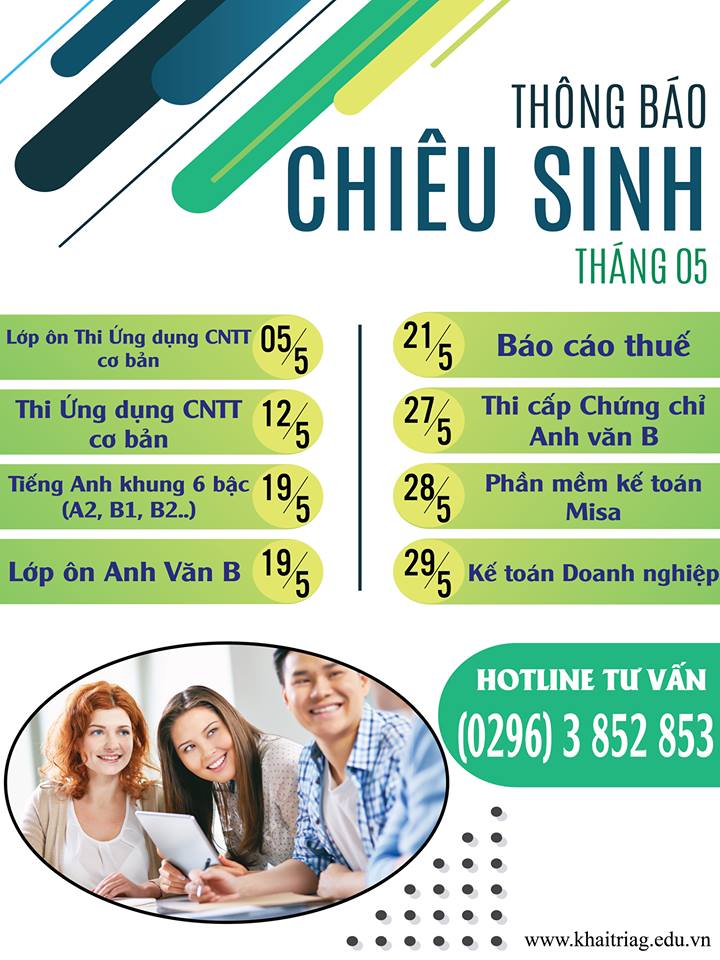 THÔNG BÁO
CHIÊU SINH
THÁNG 05
Lớp ôn Thi Ứng dụng CNTT
cơ bản
05/5
Thi Ứng dụng CNTT
cơ bản
12/5
Tiếng Anh khung 6 bậc
(A2, B1, B2..)
19/5
Lớp ôn Anh Văn B
19/5
21/5
Báo cáo thuế
27/5
Thi cấp Chứng chỉ
Anh văn B
28/5
Phần mềm kế toán
Misa
29/5
Kế toán Doanh nghiệp
HOTLINE TƯ VẤN
(0296) 3 852 853
www.khaitriag.edu.vn